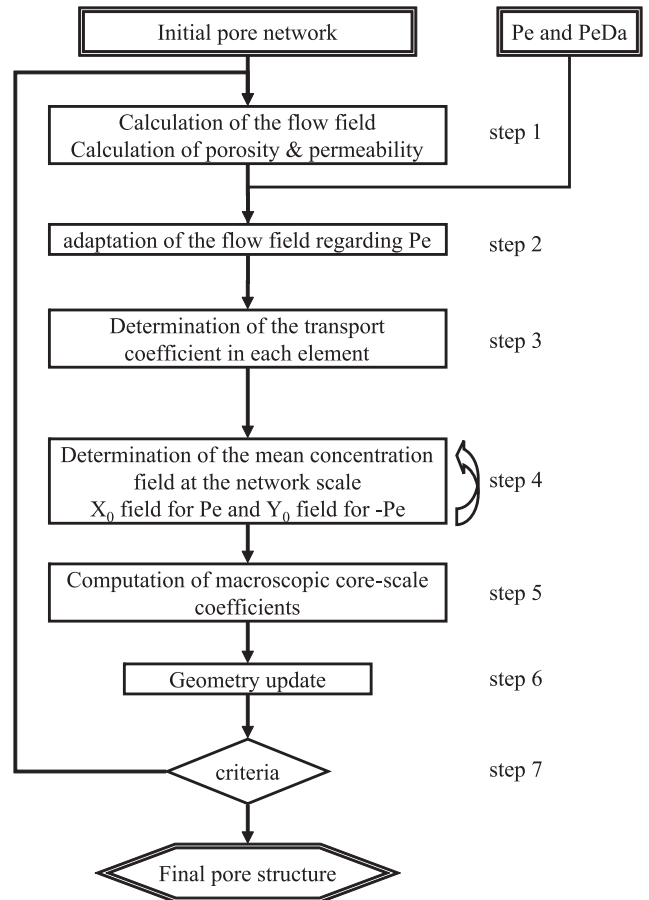 Initial pore network
Pe and PeDa
Calculation of the flow field
Calculation of porosity & permeability
step 1
adaptation of the flow field regarding Pe
step 2
Determination of the transport
coefficient in each element
step 3
Determination of the mean concentration
field at the network scale
X₀ field for Pe and Y₀ field for -Pe
step 4
Computation of macroscopic core-scale
coefficients
step 5
Geometry update
step 6
criteria
step 7
Final pore structure